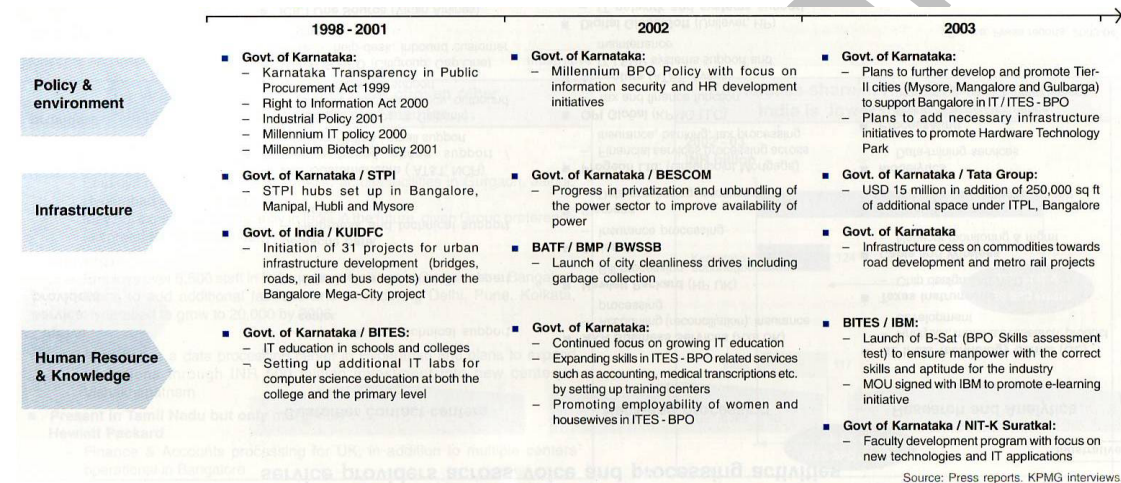 1998 - 2001
2002
2003
Policy &
environment
Govt. of Karnataka:
– Karnataka Transparency in Public
Procurement Act 1999
– Right to Information Act 2000
– Industrial Policy 2001
– Millennium IT policy 2000
– Millennium Biotech policy 2001
Govt. of Karnataka:
– Millennium BPO Policy with focus on
information security and HR development
initiatives
Govt. of Karnataka:
– Plans to further develop and promote Tier-
II cities (Mysore, Mangalore and Gulbarga)
to support Bangalore in IT / ITES - BPO
– Plans to add necessary infrastructure
initiatives to promote Hardware Technology
Park
Infrastructure
Govt. of Karnataka / STPI
– STPI hubs set up in Bangalore,
Manipal, Hubli and Mysore
Govt. of India / KUIDFC
– Initiation of 31 projects for urban
infrastructure development (bridges,
roads, rail and bus depots) under the
Bangalore Mega-City project
Govt. of Karnataka / BESCOM
– Progress in privatization and unbundling of
the power sector to improve availability of
power
BATF / BMP / BWSSB
– Launch of city cleanliness drives including
garbage collection
Govt. of Karnataka / Tata Group:
– USD 15 million in addition of 250,000 sq ft
of additional space under ITPL, Bangalore
Govt. of Karnataka
– Infrastructure cess on commodities towards
road development and metro rail projects
Human Resource
& Knowledge
Govt. of Karnataka / BITES:
– IT education in schools and colleges
– Setting up additional IT labs for
computer science education at both the
college and the primary level
Govt. of Karnataka:
– Continued focus on growing IT education
– Expanding skills in ITES - BPO related services
such as accounting, medical transcriptions etc.
by setting up training centers
– Promoting employability of women and
housewives in ITES - BPO
BITES / IBM:
– Launch of B-Sat (BPO Skills assessment
test) to ensure manpower with the correct
skills and aptitude for the industry
– MOU signed with IBM to promote e-learning
initiative
Govt of Karnataka / NIT-K Suratkal:
– Faculty development program with focus on
new technologies and IT applications
Source: Press reports, KPMG interviews